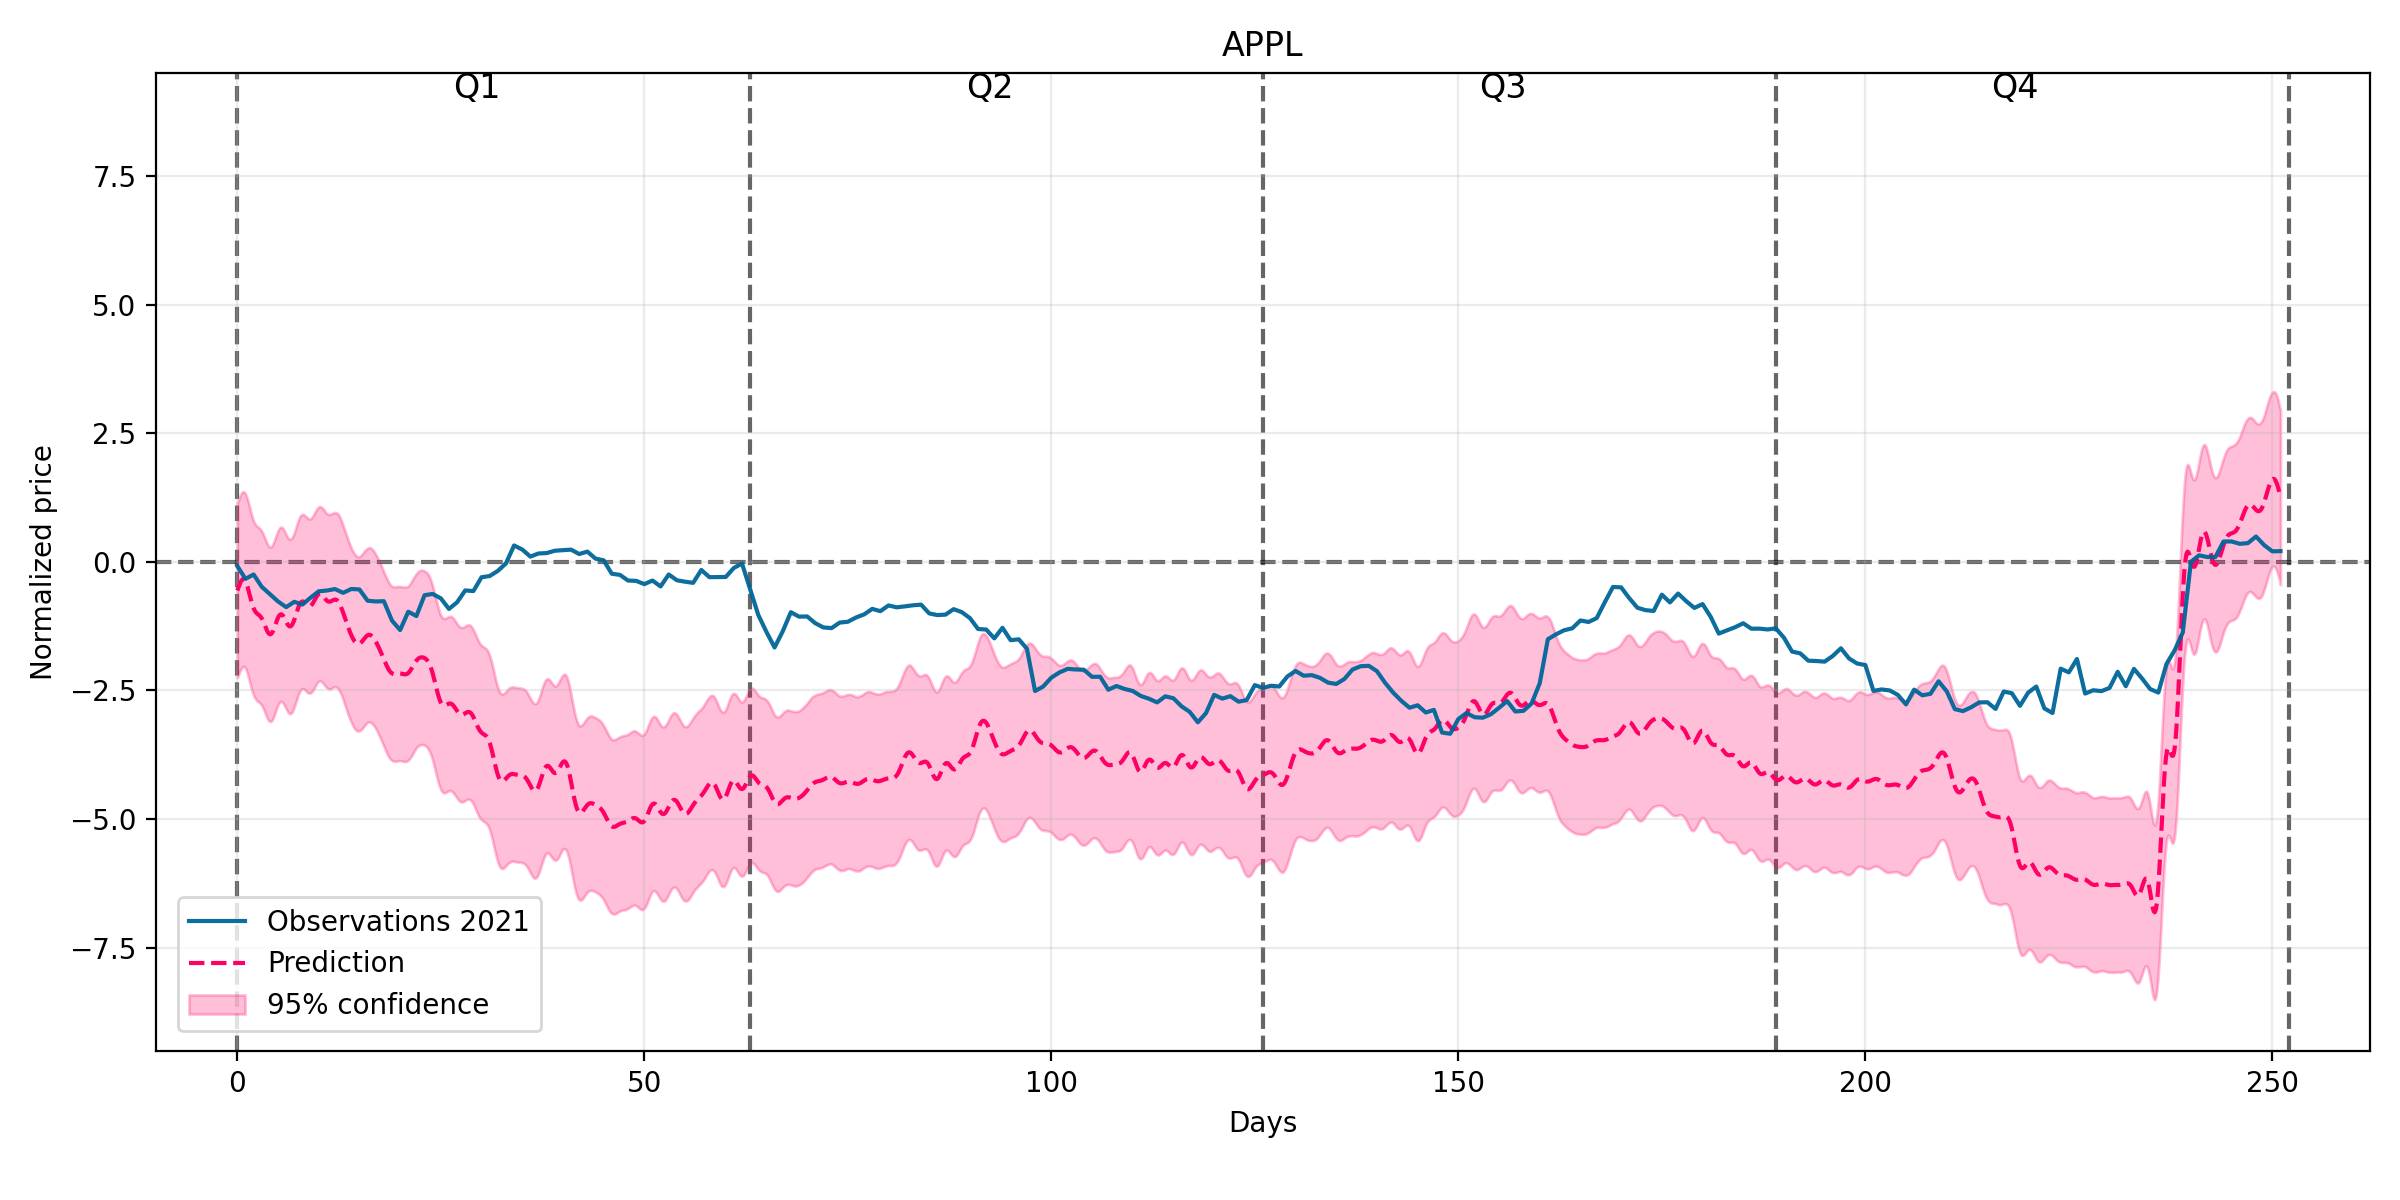 APPL
Q1 Q2 Q3 Q4
Normalized price
7.5
5.0
2.5
0.0
−2.5
−5.0
−7.5
Observations 2021
Prediction
95% confidence
0 50 100 150 200 250
Days